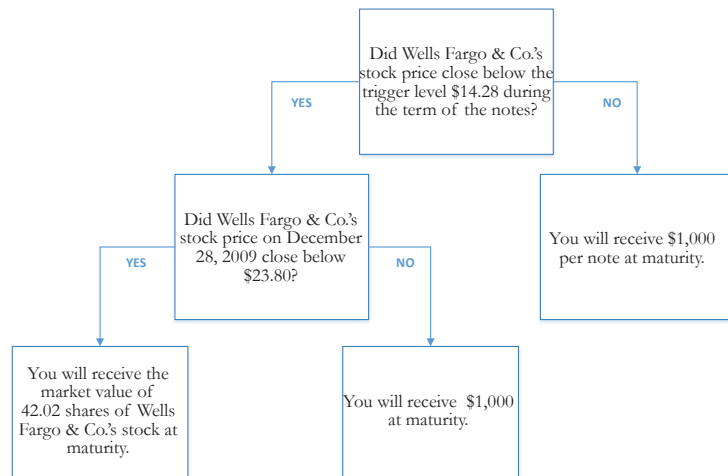 Did Wells Fargo & Co.'s
stock price close below the
trigger level $14.28 during
the term of the notes?
YES
NO
Did Wells Fargo & Co.'s
stock price on December
28, 2009 close below
$23.80?
You will receive $1,000
per note at maturity.
YES
NO
You will receive the
market value of
42.02 shares of Wells
Fargo & Co.'s stock at
maturity.
You will receive $1,000
at maturity.